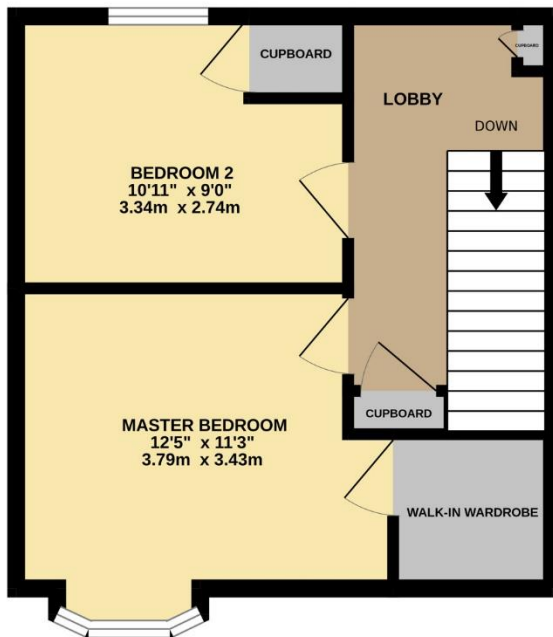 CUPBOARD
CUPBOARD
LOBBY
DOWN
BEDROOM 2
10'11" x 9'0"
3.34m x 2.74m
MASTER BEDROOM
12'5" x 11'3"
3.79m x 3.43m
CUPBOARD
WALK-IN WARDROBE